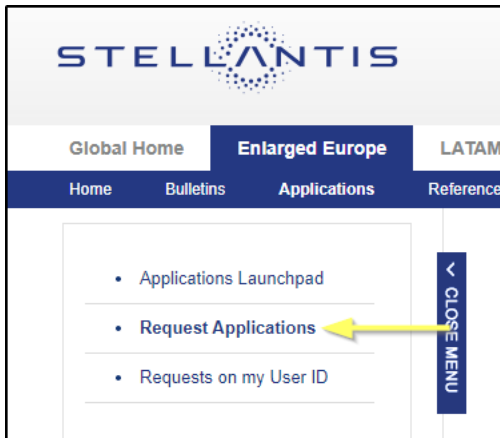 STELLANTIS
Global Home Enlarged Europe LATAM
Home Bulletins Applications Reference
Applications Launchpad
Request Applications
Requests on my User ID
< CLOSE MENU